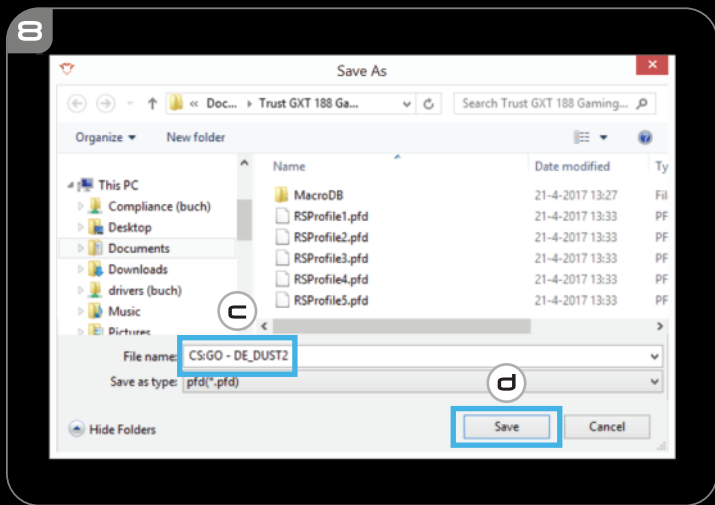 8
Save As
« Doc... Trust GXT 188 Ga... Search Trust GXT 188 Gaming...
Organize New folder
Name Date modified Ty
This PC
Compliance (buch)
Desktop
Documents
Downloads
drivers (buch)
Music
Pictures
MacroDB 21-4-2017 13:27 Fil
RSProfile1.pfd 21-4-2017 13:33 PF
RSProfile2.pfd 21-4-2017 13:33 PF
RSProfile3.pfd 21-4-2017 13:33 PF
RSProfile4.pfd 21-4-2017 13:33 PF
RSProfile5.pfd 21-4-2017 13:33 PF
c
File name: CS:GO - DE_DUST2
Save as type: pfd(*.pfd)
d
Hide Folders Save Cancel